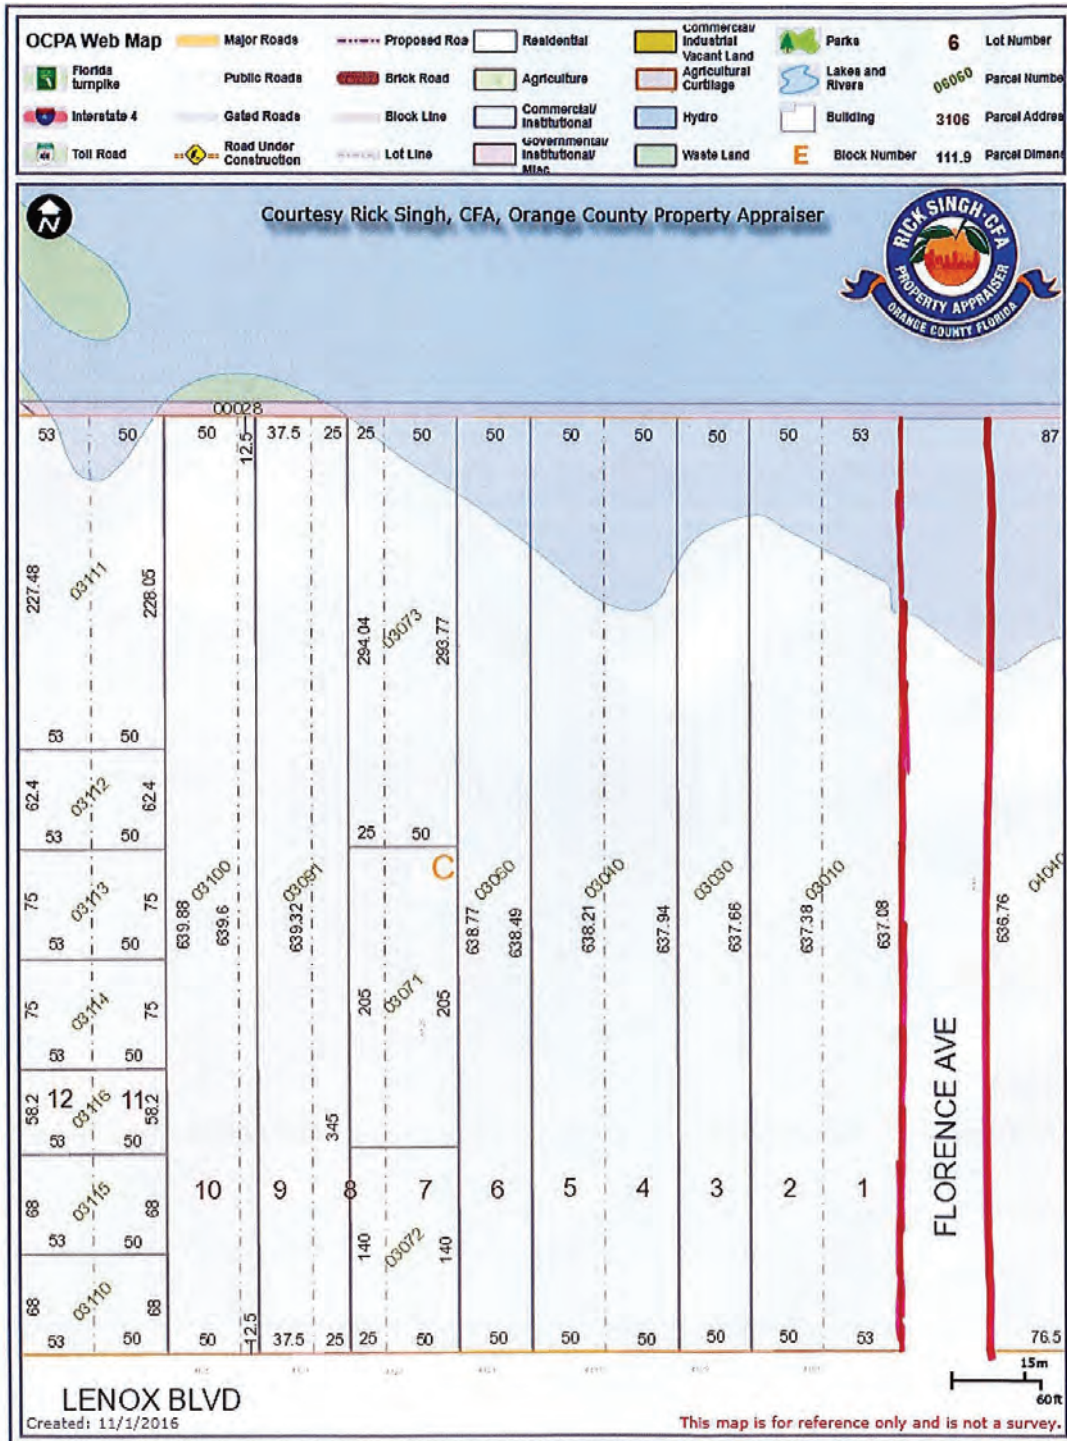 OCPA Web Map
Major Roads
Proposed Roa
Residential
Commercial/
Industrial
Vacant Land
Parks
6 Lot Number
Florida
turnpike
Public Roads
Brick Road
Agriculture
Agricultural
Curtilage
Lakes and
Rivers
06060 Parcel Numbe
Interstate 4
Gated Roads
Block Line
Commercial/
Institutional
Hydro
Building
3106 Parcel Addres
Toll Road
Road Under
Construction
Lot Line
Governmental/
Institutional/
Misc
Waste Land
E Block Number
111.9 Parcel Dimens
N
Courtesy Rick Singh, CFA, Orange County Property Appraiser
RICK SINGH·CFA
PROPERTY APPRAISER
ORANGE COUNTY FLORIDA
00028
53 50 50 12.5 37.5 25 25 50 50 50 50 50 50 53 87
227.48 03111 228.05
294.04 03073 293.77
53 50
62.4 03112 62.4
53 50
25 50
C
75 03113 75
53 50
639.88 03100 639.6 03091 639.32
03060 638.77 638.49 03040 638.21 637.94 03030 637.66 03010 637.38 637.08 636.76 04040
75 03114 75
53 50
205 03071 205
58.2 12 03116 11 58.2
53 50
345
68 03115 68
53 50
10 9 8 7 6 5 4 3 2 1
140 03072 140
FLORENCE AVE
68 03110 68
53 50 50 12.5 37.5 25 25 50 50 50 50 50 50 53 76.5
LENOX BLVD
15m
60ft
Created: 11/1/2016
This map is for reference only and is not a survey.